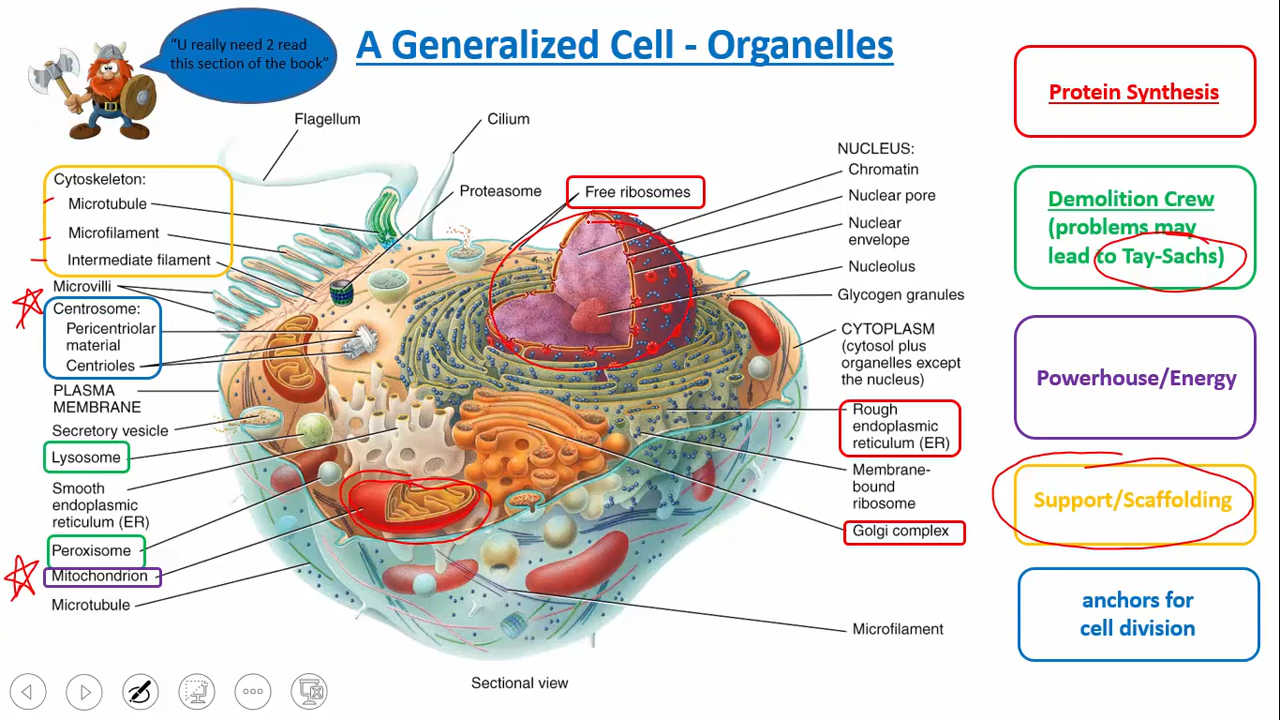 "U really need 2 read
this section of the book"
A Generalized Cell - Organelles
Flagellum
Cilium
Proteasome
Free ribosomes
Cytoskeleton:
Microtubule
Microfilament
Intermediate filament
Microvilli
Centrosome:
Pericentriolar
material
Centrioles
PLASMA
MEMBRANE
Secretory vesicle
Lysosome
Smooth
endoplasmic
reticulum (ER)
Peroxisome
Mitochondrion
Microtubule
NUCLEUS:
Chromatin
Nuclear pore
Nuclear
envelope
Nucleolus
Glycogen granules
CYTOPLASM
(cytosol plus
organelles except
the nucleus)
Rough
endoplasmic
reticulum (ER)
Membrane-
bound
ribosome
Golgi complex
Microfilament
Sectional view
Protein Synthesis
Demolition Crew
(problems may
lead to Tay-Sachs)
Powerhouse/Energy
Support/Scaffolding
anchors for
cell division